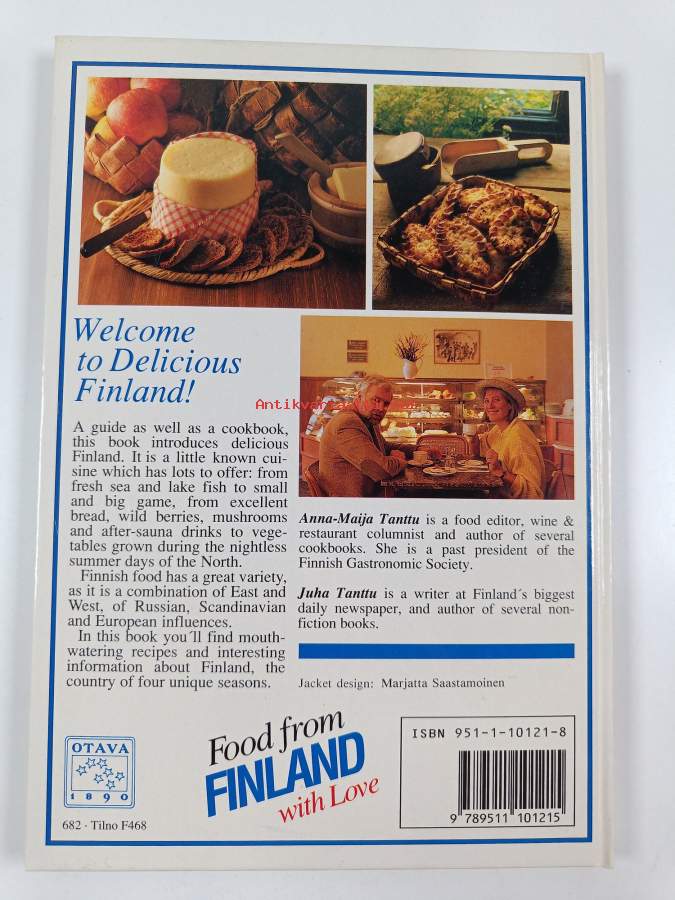 Welcome
to Delicious
Finland!
A guide as well as a cookbook,
this book introduces delicious
Finland. It is a little known cui-
sine which has lots to offer: from
fresh sea and lake fish to small
and big game, from excellent
bread, wild berries, mushrooms
and after-sauna drinks to vege-
tables grown during the nightless
summer days of the North.
Finnish food has a great variety,
as it is a combination of East and
West, of Russian, Scandinavian
and European influences.
In this book you´ll find mouth-
watering recipes and interesting
information about Finland, the
country of four unique seasons.
Anna-Maija Tanttu is a food editor, wine &
restaurant columnist and author of several
cookbooks. She is a past president of the
Finnish Gastronomic Society.
Juha Tanttu is a writer at Finland´s biggest
daily newspaper, and author of several non-
fiction books.
Jacket design: Marjatta Saastamoinen
OTAVA
1890
682 · Tilno F468
Food from
FINLAND
with Love
ISBN 951-1-10121-8
9 789511 101215